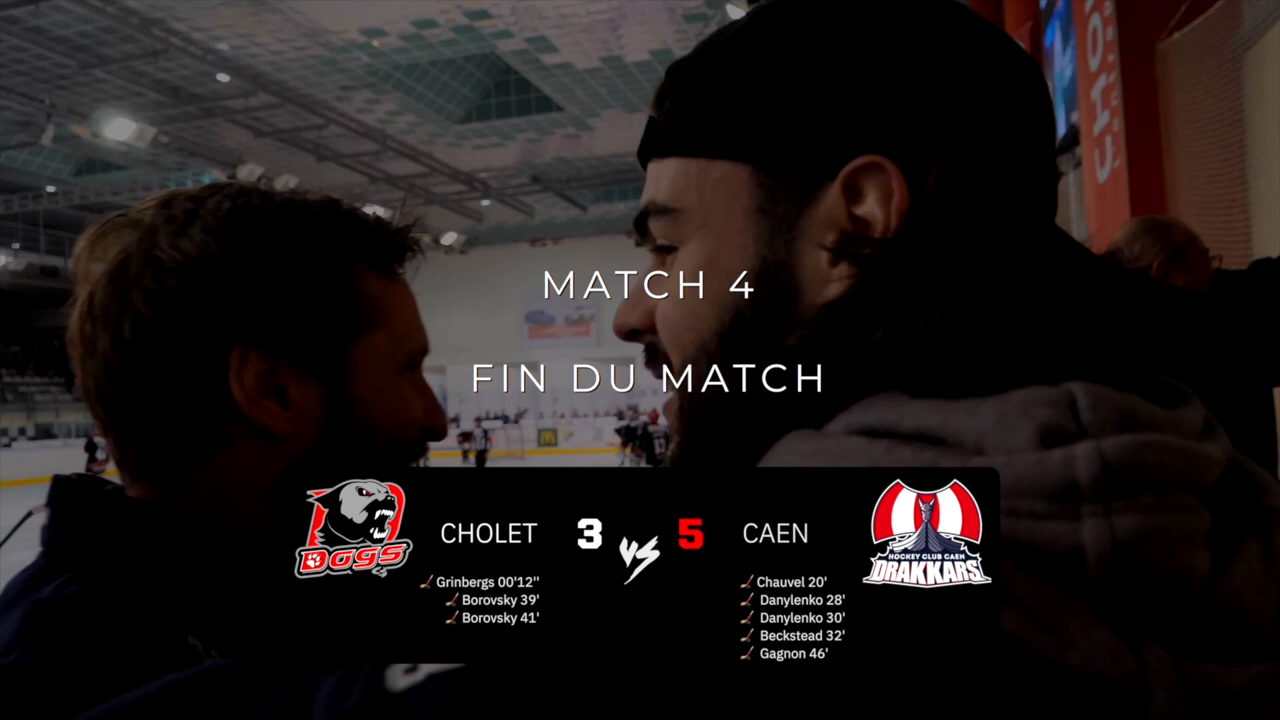 MATCH 4
FIN DU MATCH
DOGS
CHOLET 3 VS 5 CAEN
HOCKEY CLUB CAEN
DRAKKARS
Grinbergs 00'12''
Borovsky 39'
Borovsky 41'
Chauvel 20'
Danylenko 28'
Danylenko 30'
Beckstead 32'
Gagnon 46'